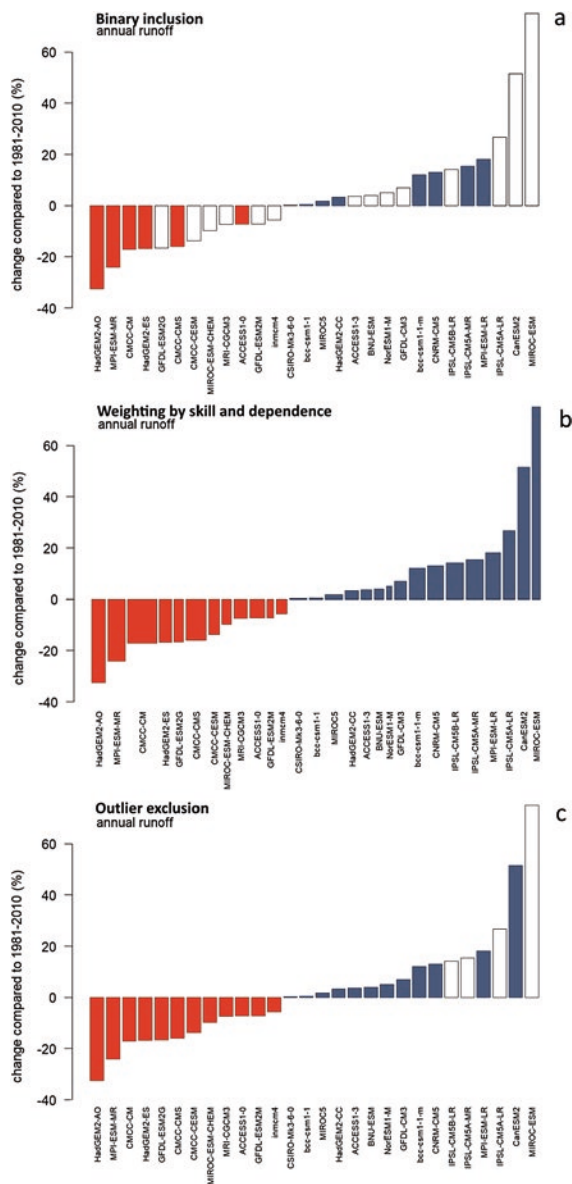 Binary inclusion
annual runoff
a
change compared to 1981-2010 (%)
60
40
20
0
-20
-40
HadGEM2-AO
MPI-ESM-MR
CMCC-CM
HadGEM2-ES
GFDL-ESM2G
CMCC-CMS
CMCC-CESM
MIROC-ESM-CHEM
MRI-CGCM3
ACCESS1-0
GFDL-ESM2M
inmcm4
CSIRO-Mk3-6-0
bcc-csm1-1
MIROC5
HadGEM2-CC
ACCESS1-3
BNU-ESM
NorESM1-M
GFDL-CM3
bcc-csm1-1-m
CNRM-CM5
IPSL-CM5B-LR
IPSL-CM5A-MR
MPI-ESM-LR
IPSL-CM5A-LR
CanESM2
MIROC-ESM
Weighting by skill and dependence
annual runoff
b
change compared to 1981-2010 (%)
60
40
20
0
-20
-40
HadGEM2-AO
MPI-ESM-MR
CMCC-CM
HadGEM2-ES
GFDL-ESM2G
CMCC-CMS
CMCC-CESM
MIROC-ESM-CHEM
MRI-CGCM3
ACCESS1-0
GFDL-ESM2M
inmcm4
CSIRO-Mk3-6-0
bcc-csm1-1
MIROC5
HadGEM2-CC
ACCESS1-3
BNU-ESM
NorESM1-M
GFDL-CM3
bcc-csm1-1-m
CNRM-CM5
IPSL-CM5B-LR
IPSL-CM5A-MR
MPI-ESM-LR
IPSL-CM5A-LR
CanESM2
MIROC-ESM
Outlier exclusion
annual runoff
c
change compared to 1981-2010 (%)
60
40
20
0
-20
-40
HadGEM2-AO
MPI-ESM-MR
CMCC-CM
HadGEM2-ES
GFDL-ESM2G
CMCC-CMS
CMCC-CESM
MIROC-ESM-CHEM
MRI-CGCM3
ACCESS1-0
GFDL-ESM2M
inmcm4
CSIRO-Mk3-6-0
bcc-csm1-1
MIROC5
HadGEM2-CC
ACCESS1-3
BNU-ESM
NorESM1-M
GFDL-CM3
bcc-csm1-1-m
CNRM-CM5
IPSL-CM5B-LR
IPSL-CM5A-MR
MPI-ESM-LR
IPSL-CM5A-LR
CanESM2
MIROC-ESM